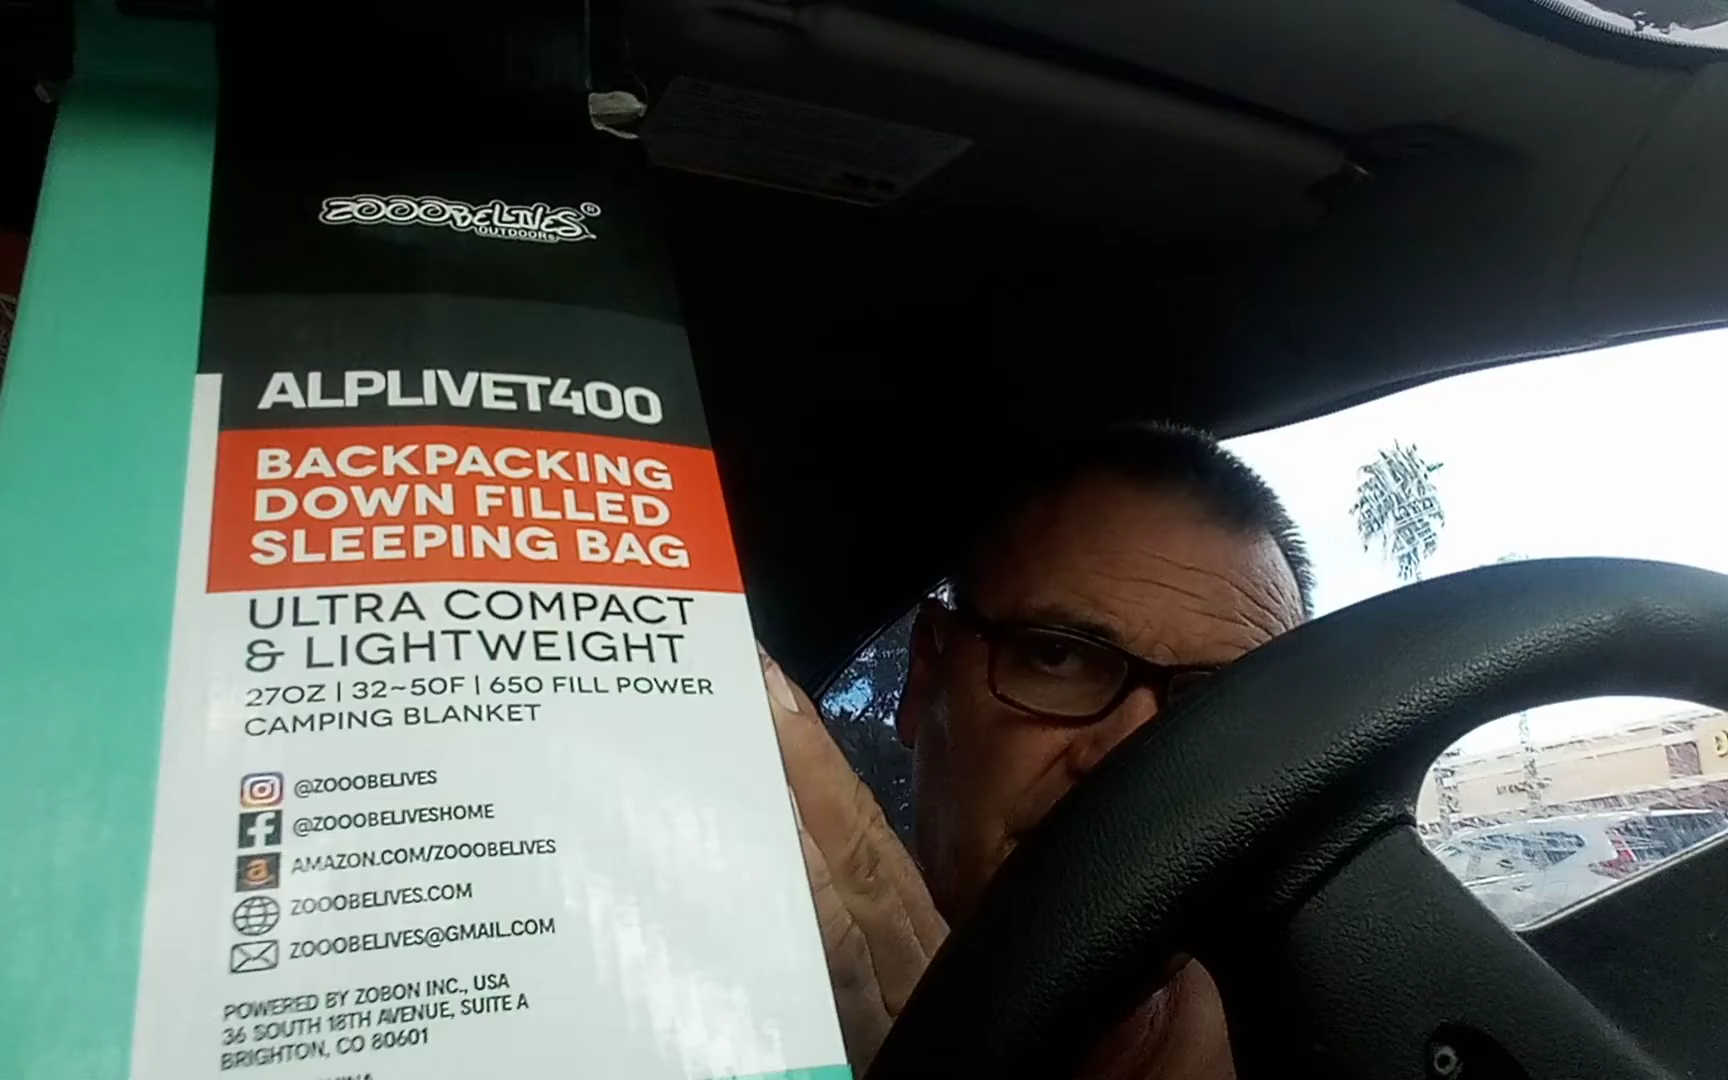 ZOOOBELIVES®
OUTDOORS
ALPLIVET400
BACKPACKING
DOWN FILLED
SLEEPING BAG
ULTRA COMPACT
& LIGHTWEIGHT
27OZ | 32~50F | 650 FILL POWER
CAMPING BLANKET
@ZOOOBELIVES
@ZOOOBELIVESHOME
AMAZON.COM/ZOOOBELIVES
ZOOOBELIVES.COM
ZOOOBELIVES@GMAIL.COM
POWERED BY ZOBON INC., USA
36 SOUTH 18TH AVENUE, SUITE A
BRIGHTON, CO 80601